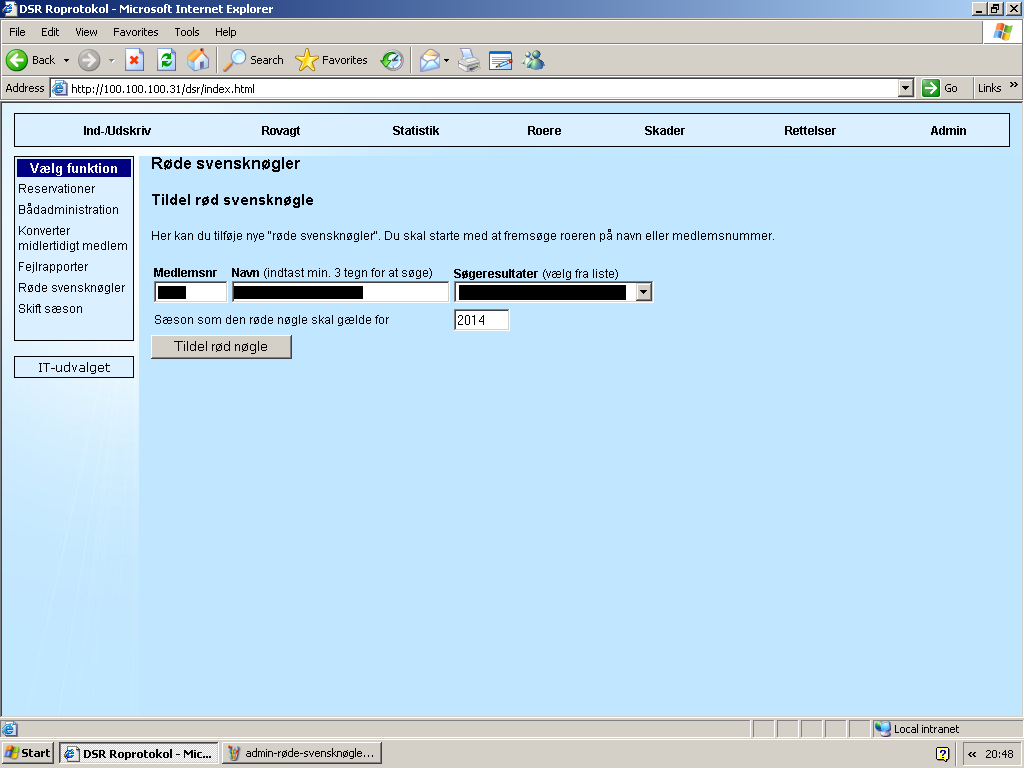 DSR Roprotokol - Microsoft Internet Explorer
File Edit View Favorites Tools Help
Back Search Favorites
Address http://100.100.100.31/dsr/index.html Go Links »
Ind-/Udskriv Rovagt Statistik Roere Skader Rettelser Admin
Vælg funktion
Reservationer
Bådadministration
Konverter
midlertidigt medlem
Fejlrapporter
Røde svensknøgler
Skift sæson
IT-udvalget
Røde svensknøgler
Tildel rød svensknøgle
Her kan du tilføje nye "røde svensknøgler". Du skal starte med at fremsøge roeren på navn eller medlemsnummer.
Medlemsnr Navn (indtast min. 3 tegn for at søge) Søgeresultater (vælg fra liste)
Sæson som den røde nøgle skal gælde for 2014
Tildel rød nøgle
Local intranet
Start DSR Roprotokol - Mic... admin-røde-svensknøgle... « 20:48